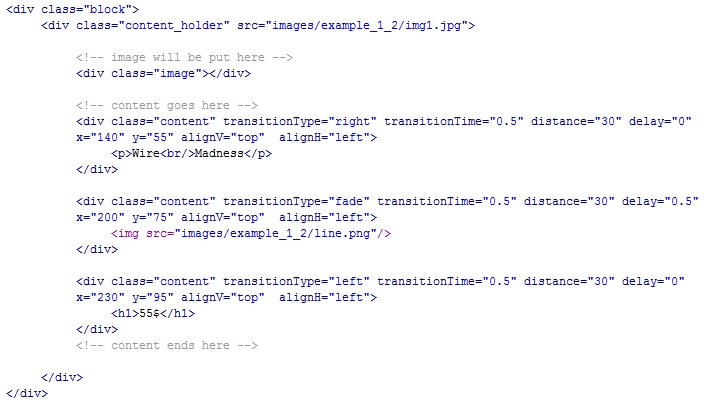 <div class="block">
<div class="content_holder" src="images/example_1_2/img1.jpg">
<!-- image will be put here -->
<div class="image"></div>
<!-- content goes here -->
<div class="content" transitionType="right" transitionTime="0.5" distance="30" delay="0"
x="140" y="55" alignV="top"  alignH="left">
<p>Wire<br/>Madness</p>
</div>
<div class="content" transitionType="fade" transitionTime="0.5" distance="30" delay="0.5"
x="200" y="75" alignV="top"  alignH="left">
<img src="images/example_1_2/line.png"/>
</div>
<div class="content" transitionType="left" transitionTime="0.5" distance="30" delay="0"
x="230" y="95" alignV="top"  alignH="left">
<h1>55$</h1>
</div>
<!-- content ends here -->
</div>
</div>